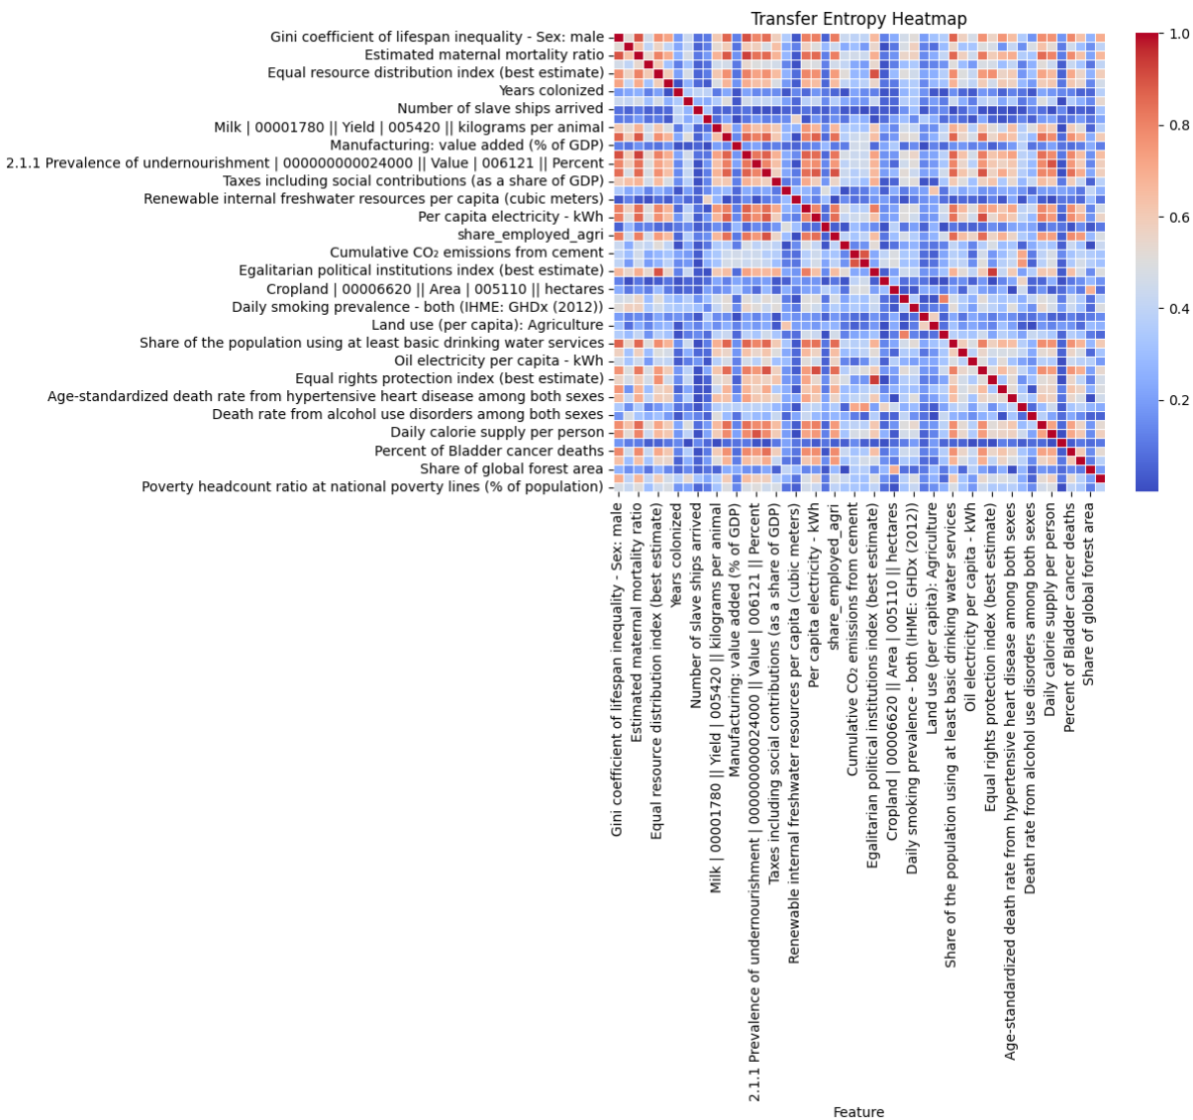 Transfer Entropy Heatmap
Gini coefficient of lifespan inequality - Sex: male
Estimated maternal mortality ratio
Equal resource distribution index (best estimate)
Years colonized
Number of slave ships arrived
Milk | 00001780 || Yield | 005420 || kilograms per animal
Manufacturing: value added (% of GDP)
2.1.1 Prevalence of undernourishment | 000000000024000 || Value | 006121 || Percent
Taxes including social contributions (as a share of GDP)
Renewable internal freshwater resources per capita (cubic meters)
Per capita electricity - kWh
share_employed_agri
Cumulative CO₂ emissions from cement
Egalitarian political institutions index (best estimate)
Cropland | 00006620 || Area | 005110 || hectares
Daily smoking prevalence - both (IHME: GHDx (2012))
Land use (per capita): Agriculture
Share of the population using at least basic drinking water services
Oil electricity per capita - kWh
Equal rights protection index (best estimate)
Age-standardized death rate from hypertensive heart disease among both sexes
Death rate from alcohol use disorders among both sexes
Daily calorie supply per person
Percent of Bladder cancer deaths
Share of global forest area
Poverty headcount ratio at national poverty lines (% of population)
1.0
0.8
0.6
0.4
0.2
Gini coefficient of lifespan inequality - Sex: male
Estimated maternal mortality ratio
Equal resource distribution index (best estimate)
Years colonized
Number of slave ships arrived
Milk | 00001780 || Yield | 005420 || kilograms per animal
Manufacturing: value added (% of GDP)
2.1.1 Prevalence of undernourishment | 000000000024000 || Value | 006121 || Percent
Taxes including social contributions (as a share of GDP)
Renewable internal freshwater resources per capita (cubic meters)
Per capita electricity - kWh
share_employed_agri
Cumulative CO₂ emissions from cement
Egalitarian political institutions index (best estimate)
Cropland | 00006620 || Area | 005110 || hectares
Daily smoking prevalence - both (IHME: GHDx (2012))
Land use (per capita): Agriculture
Share of the population using at least basic drinking water services
Oil electricity per capita - kWh
Equal rights protection index (best estimate)
Age-standardized death rate from hypertensive heart disease among both sexes
Death rate from alcohol use disorders among both sexes
Daily calorie supply per person
Percent of Bladder cancer deaths
Share of global forest area
Feature